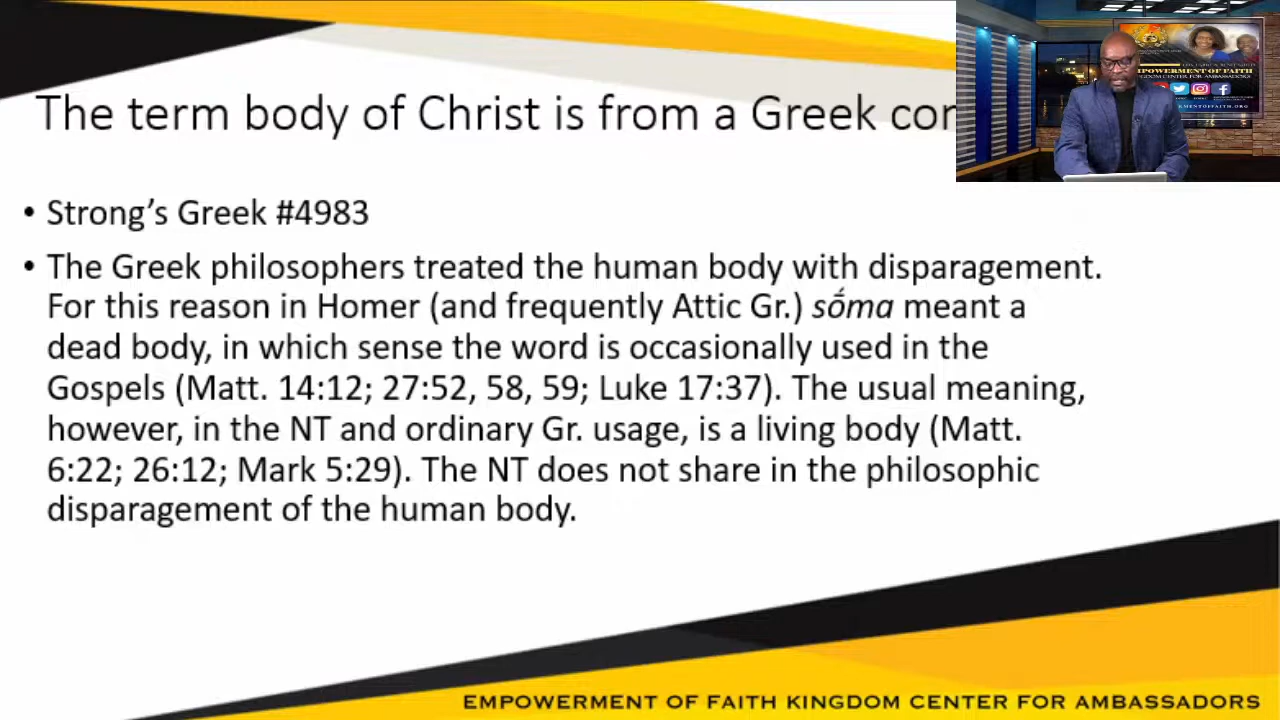 The term body of Christ is from a Greek
• Strong's Greek #4983
• The Greek philosophers treated the human body with disparagement.
For this reason in Homer (and frequently Attic Gr.) sṓma meant a
dead body, in which sense the word is occasionally used in the
Gospels (Matt. 14:12; 27:52, 58, 59; Luke 17:37). The usual meaning,
however, in the NT and ordinary Gr. usage, is a living body (Matt.
6:22; 26:12; Mark 5:29). The NT does not share in the philosophic
disparagement of the human body.
EMPOWERMENT OF FAITH
EMPOWERMENT OF FAITH KINGDOM CENTER FOR AMBASSADORS